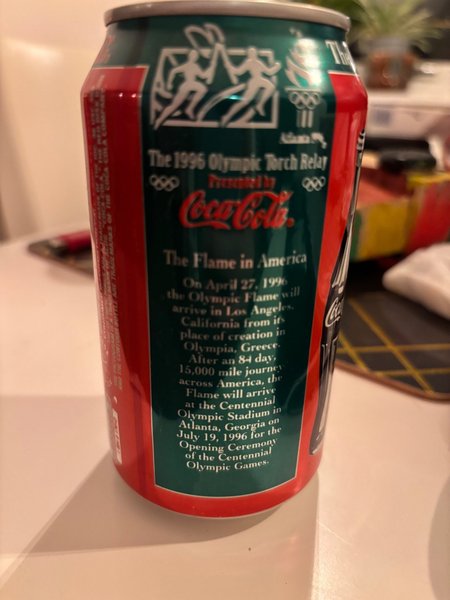 Atlanta
The 1996 Olympic Torch Relay
Presented by
Coca-Cola
The Flame in America
On April 27, 1996
the Olympic Flame will
arrive in Los Angeles,
California from its
place of creation in
Olympia, Greece.
After an 84 day,
15,000 mile journey
across America, the
Flame will arrive
at the Centennial
Olympic Stadium in
Atlanta, Georgia on
July 19, 1996 for the
Opening Ceremony
of the Centennial
Olympic Games.